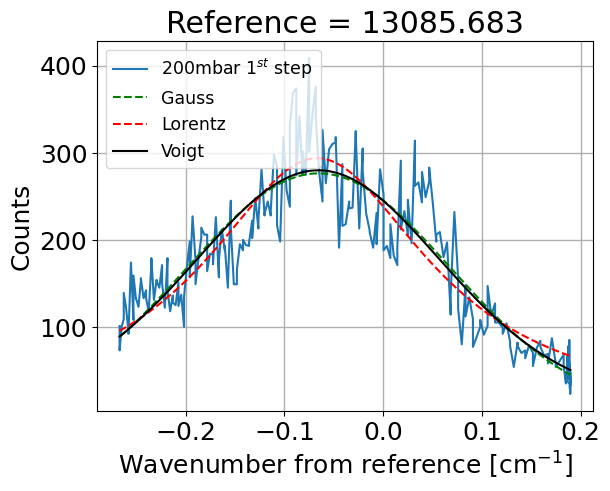 Reference = 13085.683
200mbar 1st step
Gauss
Lorentz
Voigt
Counts
400
300
200
100
−0.2 −0.1 0.0 0.1 0.2
Wavenumber from reference [cm⁻¹]